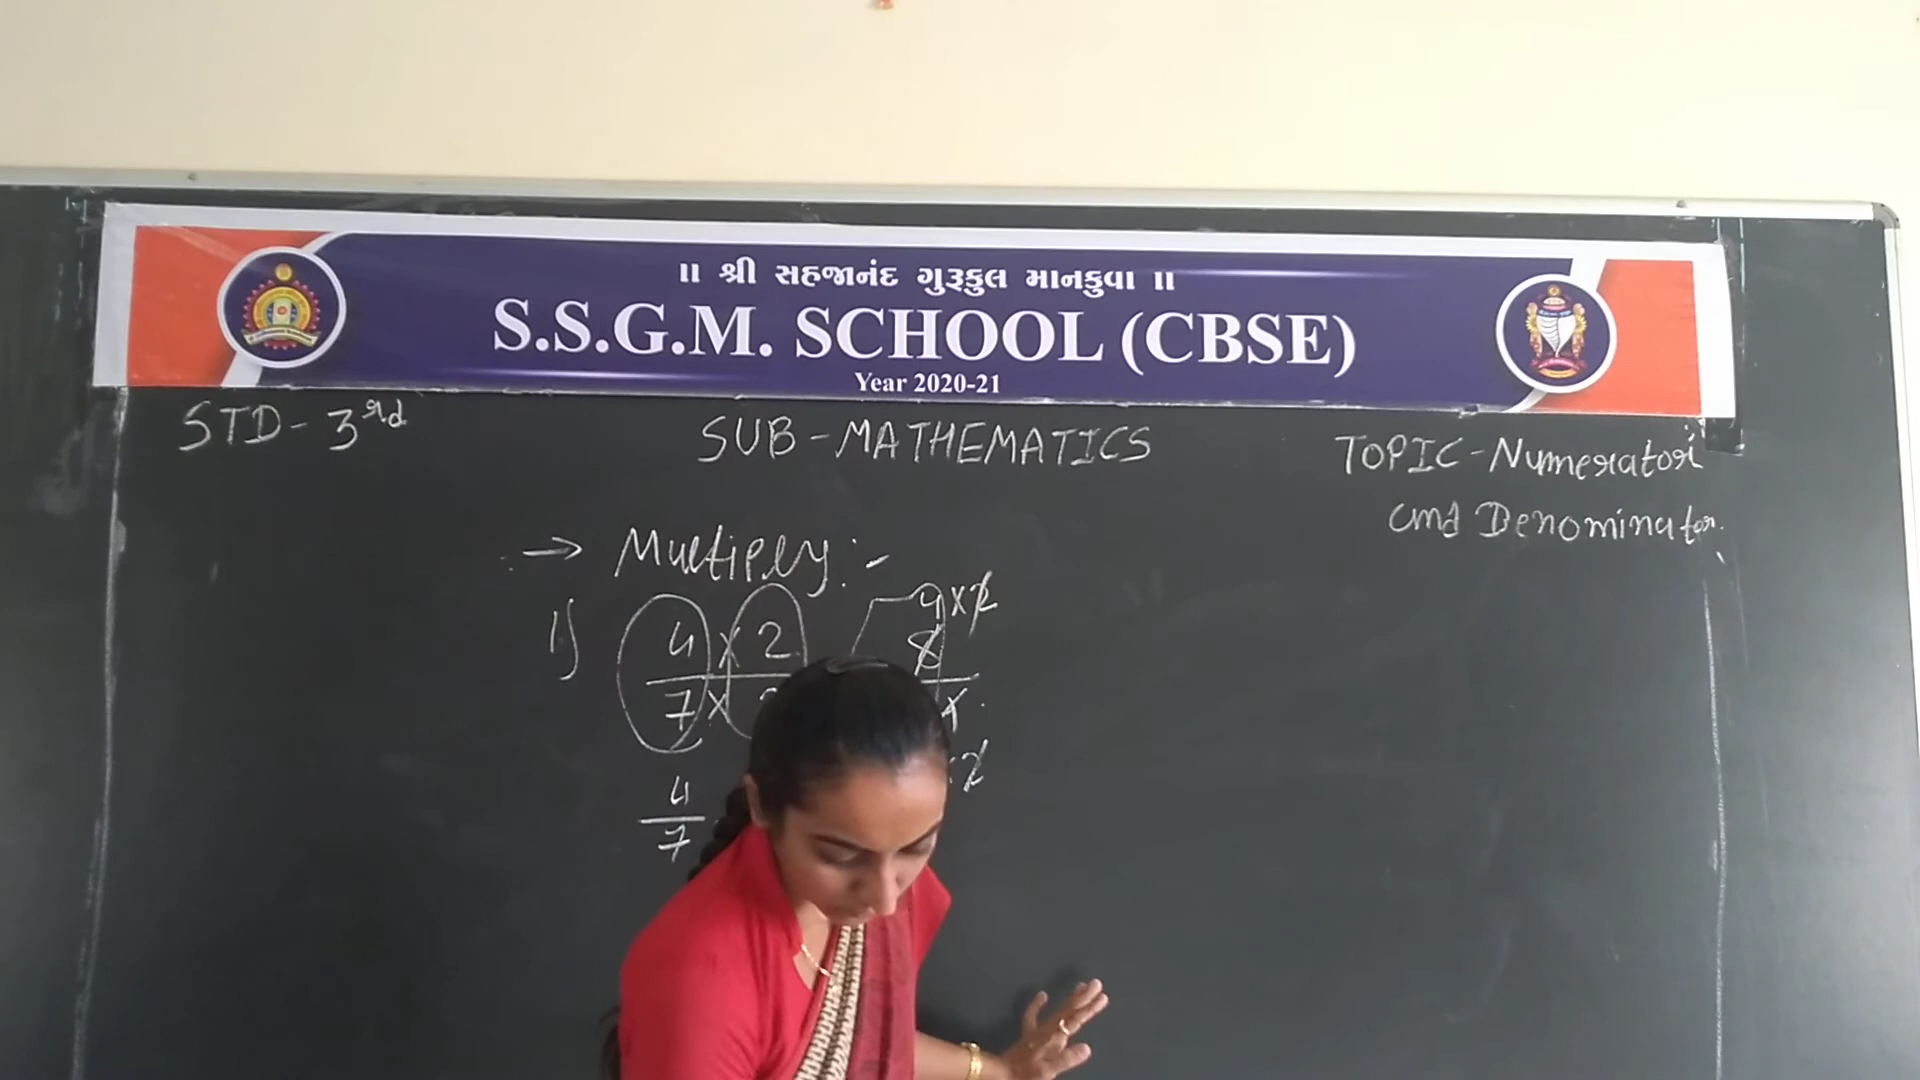 ॥ શ્રી સહજાનંદ ગુરૂકુલ માનકુવા ॥
S.S.G.M. SCHOOL (CBSE)
Year 2020-21
STD - 3rd
SUB - MATHEMATICS
TOPIC - Numerator
and Denominator.
→ Multiply :-
4 × 2
8
1)
7 ×
4
7